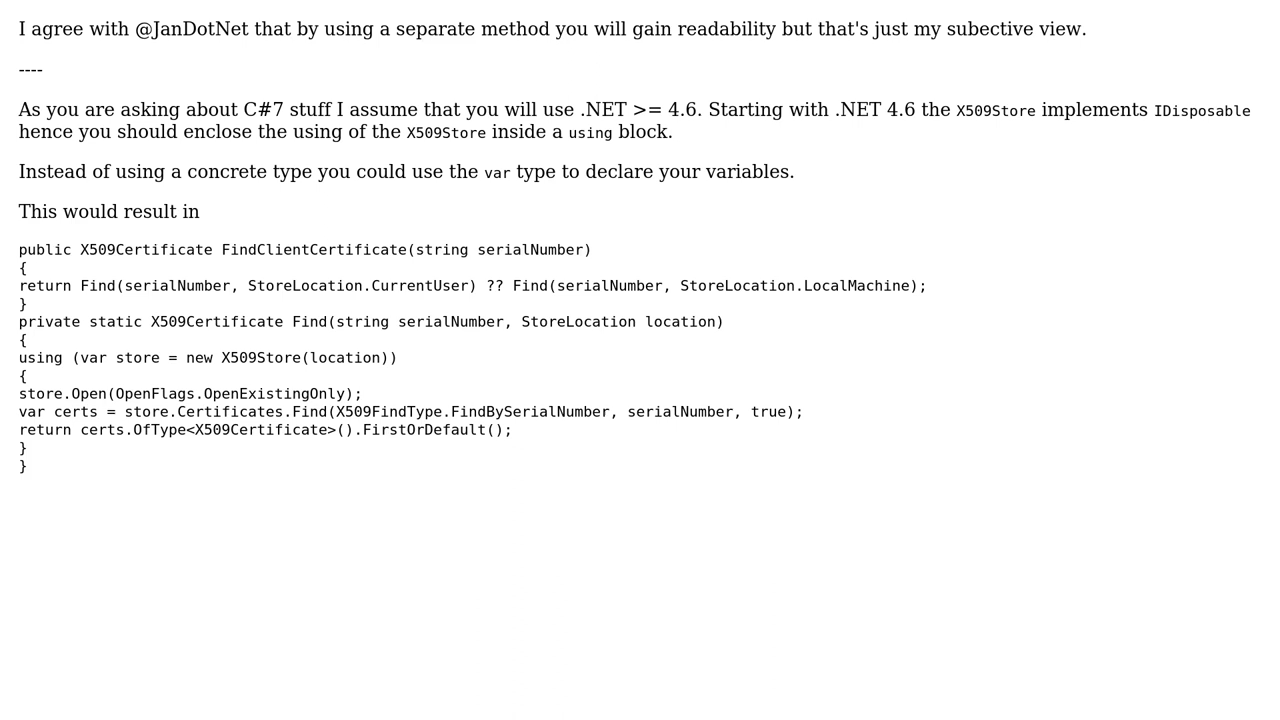 I agree with @JanDotNet that by using a separate method you will gain readability but that's just my subective view.
----
As you are asking about C#7 stuff I assume that you will use .NET >= 4.6. Starting with .NET 4.6 the X509Store implements IDisposable
hence you should enclose the using of the X509Store inside a using block.
Instead of using a concrete type you could use the var type to declare your variables.
This would result in
public X509Certificate FindClientCertificate(string serialNumber)
{
return Find(serialNumber, StoreLocation.CurrentUser) ?? Find(serialNumber, StoreLocation.LocalMachine);
}
private static X509Certificate Find(string serialNumber, StoreLocation location)
{
using (var store = new X509Store(location))
{
store.Open(OpenFlags.OpenExistingOnly);
var certs = store.Certificates.Find(X509FindType.FindBySerialNumber, serialNumber, true);
return certs.OfType<X509Certificate>().FirstOrDefault();
}
}